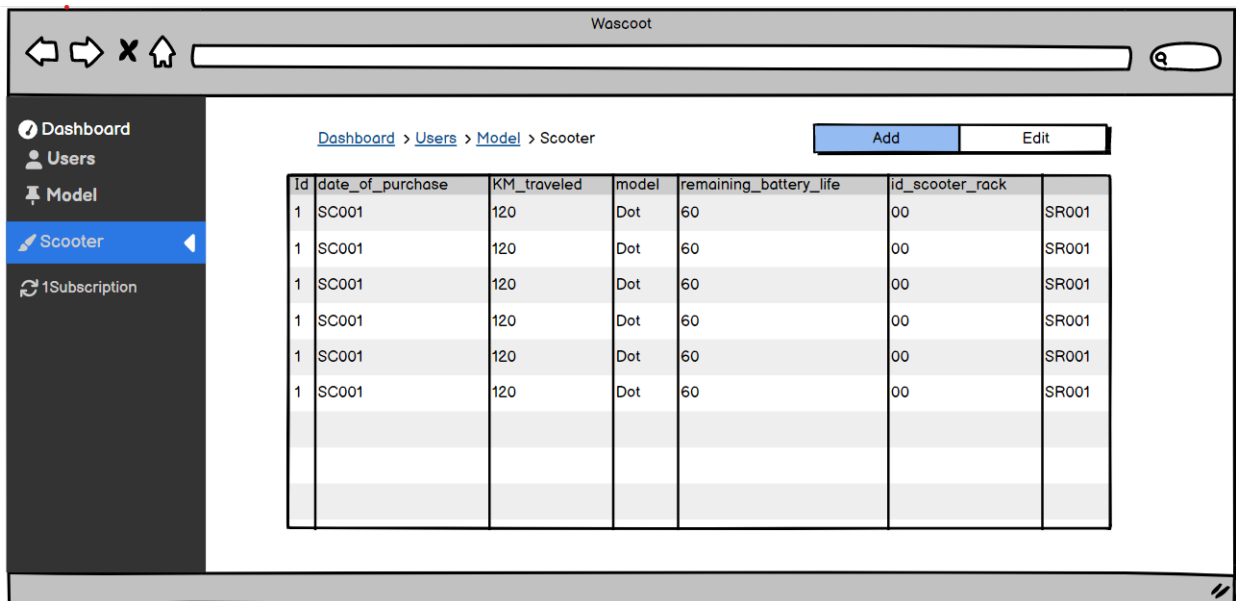 Wascoot
Dashboard
Users
Model
Scooter
1Subscription
Dashboard > Users > Model > Scooter
Add Edit
Id date_of_purchase KM_traveled model remaining_battery_life id_scooter_rack
1 SC001 120 Dot 60 00 SR001
1 SC001 120 Dot 60 00 SR001
1 SC001 120 Dot 60 00 SR001
1 SC001 120 Dot 60 00 SR001
1 SC001 120 Dot 60 00 SR001
1 SC001 120 Dot 60 00 SR001